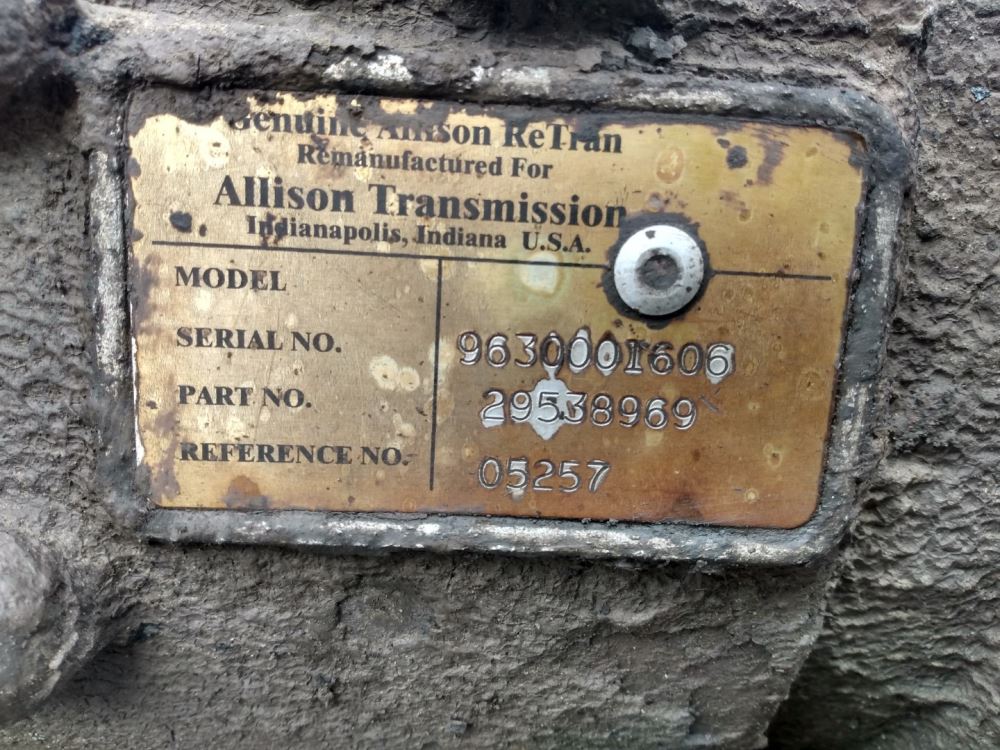 Genuine Allison ReTran
Remanufactured For
Allison Transmission
Indianapolis, Indiana U.S.A.
MODEL
SERIAL NO. 9630001606
PART NO. 29538969
REFERENCE NO. 05257